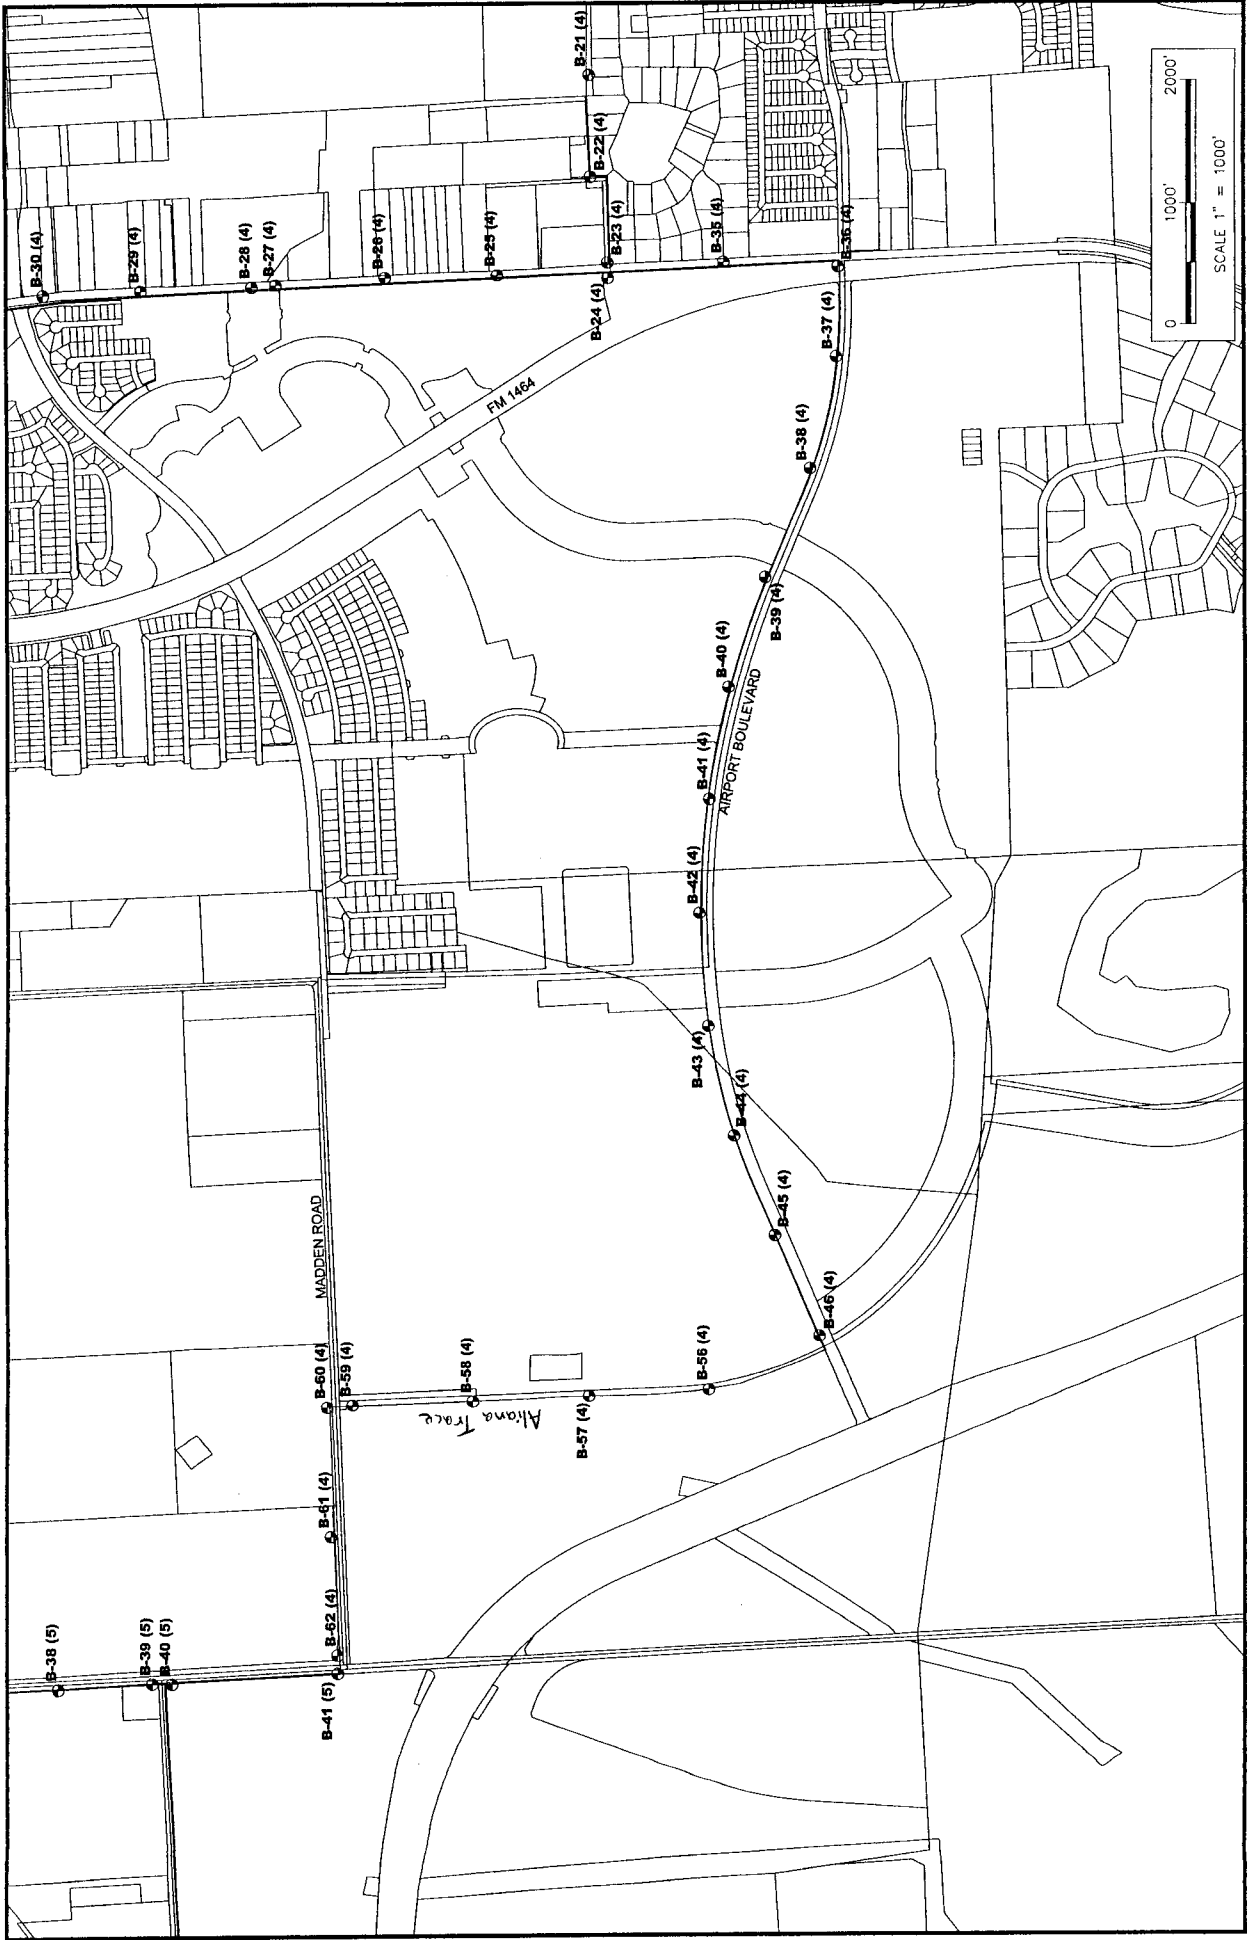 B-30 (4)
B-29 (4)
B-28 (4)
B-27 (4)
B-26 (4)
B-25 (4)
B-24 (4)
B-23 (4)
B-22 (4)
B-21 (4)
B-35 (4)
B-36 (4)
B-37 (4)
B-38 (4)
B-39 (4)
B-40 (4)
B-41 (4)
B-42 (4)
B-43 (4)
B-44 (4)
B-45 (4)
B-46 (4)
B-56 (4)
B-57 (4)
B-58 (4)
B-59 (4)
B-60 (4)
B-61 (4)
B-62 (4)
B-38 (5)
B-39 (5)
B-40 (5)
B-41 (5)
FM 1464
AIRPORT BOULEVARD
MADDEN ROAD
Aliana Trace
0 1000' 2000'
SCALE 1" = 1000'